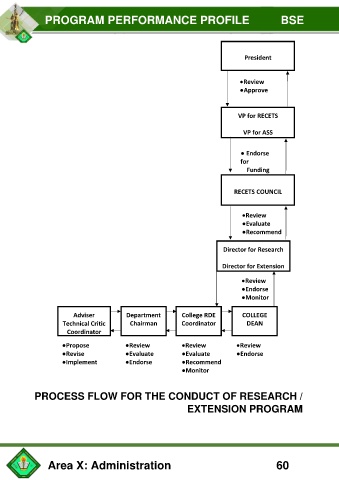 PROGRAM PERFORMANCE PROFILE BSE
President
●Review
●Approve
VP for RECETS
VP for ASS
● Endorse
for
Funding
RECETS COUNCIL
●Review
●Evaluate
●Recommend
Director for Research
Director for Extension
●Review
●Endorse
●Monitor
Adviser
Technical Critic
Coordinator
Department
Chairman
College RDE
Coordinator
COLLEGE
DEAN
●Propose
●Revise
●Implement
●Review
●Evaluate
●Endorse
●Review
●Evaluate
●Recommend
●Monitor
●Review
●Endorse
PROCESS FLOW FOR THE CONDUCT OF RESEARCH /
EXTENSION PROGRAM
Area X: Administration 60